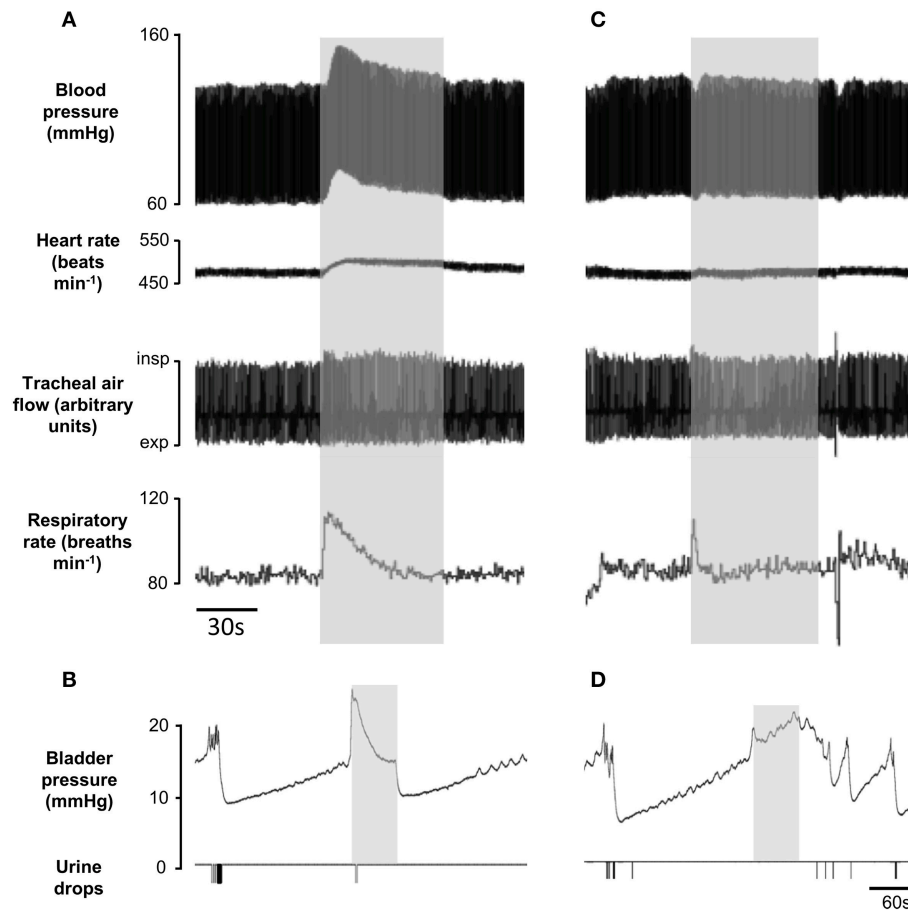 A
C
160
Blood
pressure
(mmHg)
60
Heart rate
(beats
min-1)
550
450
Tracheal air
flow (arbitrary
units)
insp
exp
Respiratory
rate (breaths
min-1)
120
80
30s
B
D
Bladder
pressure
(mmHg)
20
10
Urine
drops
0
60s